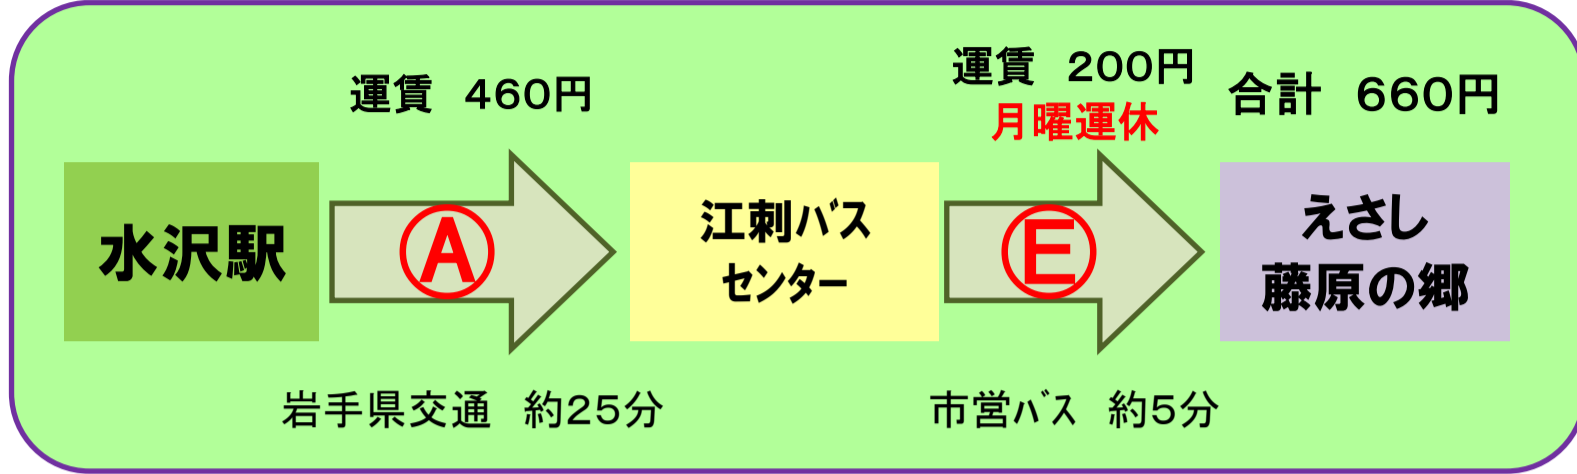 運賃　460円
運賃　200円
月曜運休
合計　660円
水沢駅
A
江刺バス
センター
E
えさし
藤原の郷
岩手県交通　約25分
市営バス　約5分